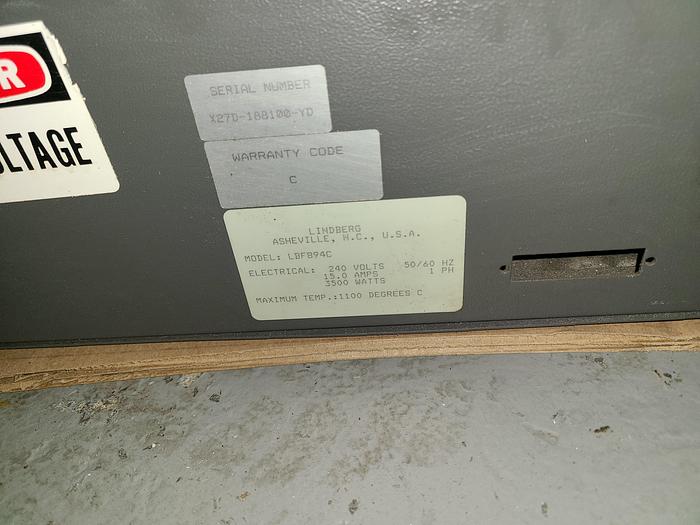 R
LTAGE
SERIAL NUMBER
X27D-188100-YD
WARRANTY CODE
C
LINDBERG
ASHEVILLE, N.C., U.S.A.
MODEL: LBF894C
ELECTRICAL: 240 VOLTS 50/60 HZ
15.0 AMPS 1 PH
3500 WATTS
MAXIMUM TEMP.:1100 DEGREES C